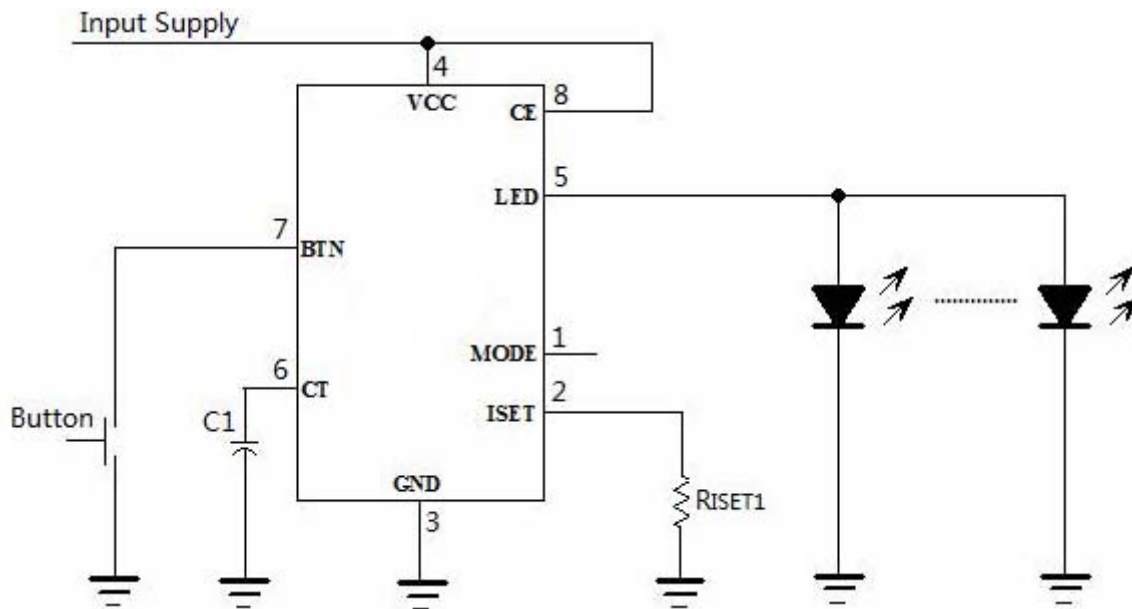 Input Supply
4
VCC
8
CE
5
LED
7
BTN
1
MODE
6
CT
2
ISET
Button
C1
GND
3
RISET1